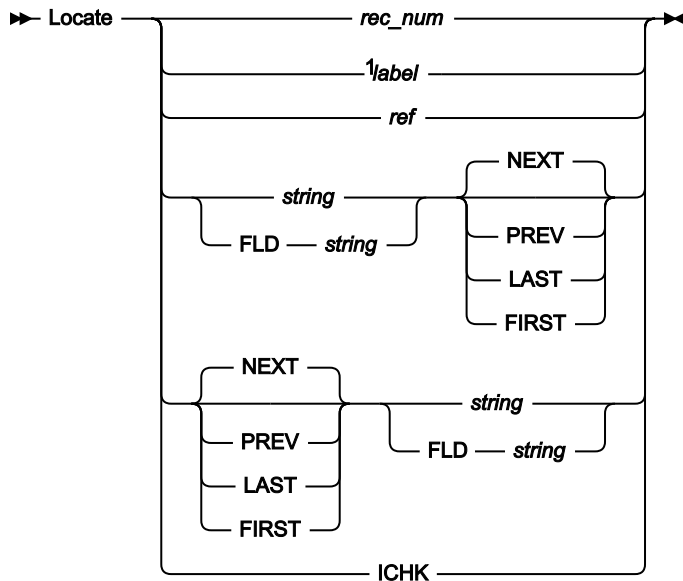 Locate rec_num
1label
ref
NEXT
string
FLD string
PREV
LAST
FIRST
NEXT
string
PREV
FLD string
LAST
FIRST
ICHK